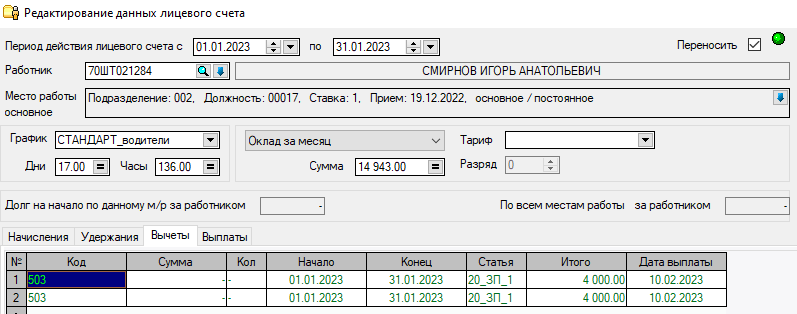 Редактирование данных лицевого счета
Период действия лицевого счета с 01.01.2023 по 31.01.2023 Переносить
Работник 70ШТ021284 СМИРНОВ ИГОРЬ АНАТОЛЬЕВИЧ
Место работы основное Подразделение: 002, Должность: 00017, Ставка: 1, Прием: 19.12.2022, основное / постоянное
График СТАНДАРТ_водители Оклад за месяц Тариф
Дни 17.00 Часы 136.00 Сумма 14 943.00 Разряд 0
Долг на начало по данному м/р за работником - По всем местам работы за работником -
Начисления Удержания Вычеты Выплаты
№ Код Сумма Кол Начало Конец Статья Итого Дата выплаты
1 503 - - 01.01.2023 31.01.2023 20_ЗП_1 4 000.00 10.02.2023
2 503 - - 01.01.2023 31.01.2023 20_ЗП_1 4 000.00 10.02.2023